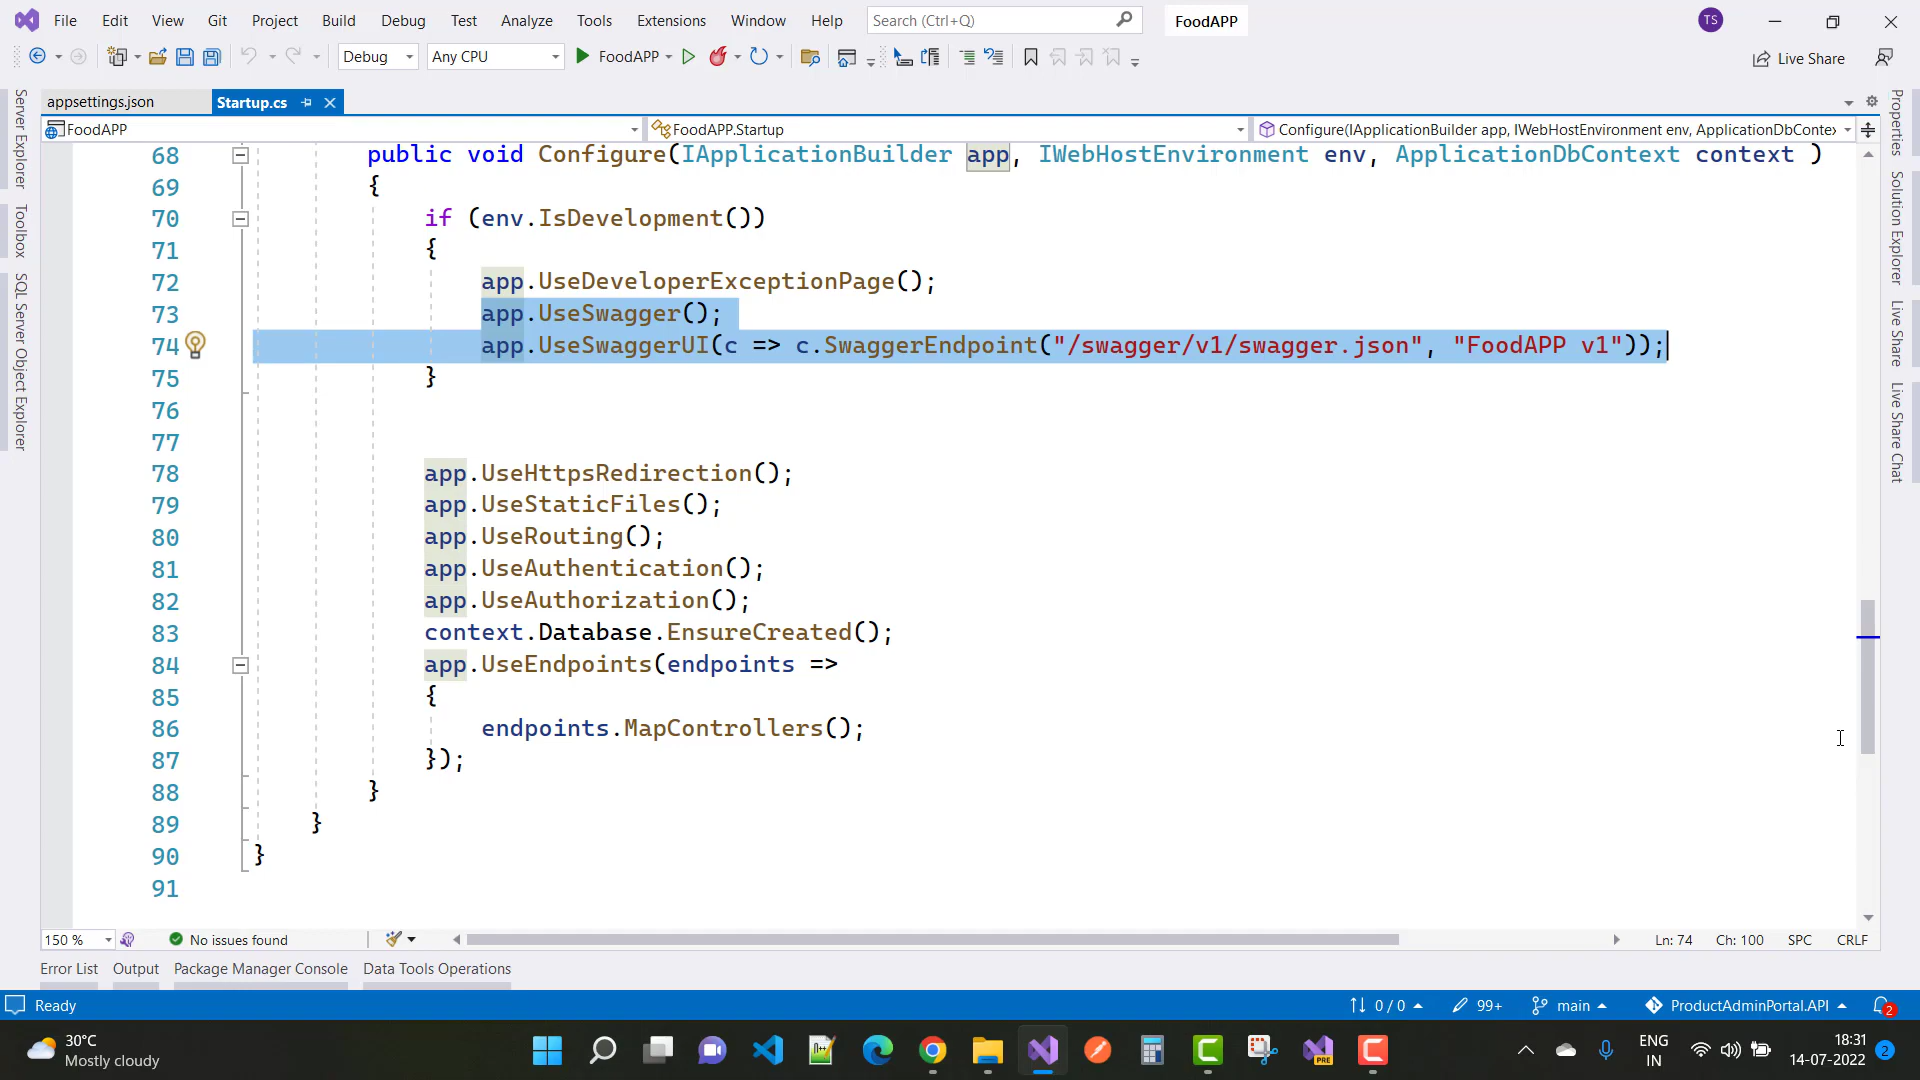 File Edit View Git Project Build Debug Test Analyze Tools Extensions Window Help Search (Ctrl+Q) FoodAPP TS
Debug Any CPU FoodAPP Live Share
appsettings.json Startup.cs
FoodAPP FoodAPP.Startup Configure(IApplicationBuilder app, IWebHostEnvironment env, ApplicationDbContex
Server Explorer
Toolbox
SQL Server Object Explorer
Properties
Solution Explorer
Live Share
Live Share Chat
68 public void Configure(IApplicationBuilder app, IWebHostEnvironment env, ApplicationDbContext context )
69 {
70 if (env.IsDevelopment())
71 {
72 app.UseDeveloperExceptionPage();
73 app.UseSwagger();
74 app.UseSwaggerUI(c => c.SwaggerEndpoint("/swagger/v1/swagger.json", "FoodAPP v1"));
75 }
76
77
78 app.UseHttpsRedirection();
79 app.UseStaticFiles();
80 app.UseRouting();
81 app.UseAuthentication();
82 app.UseAuthorization();
83 context.Database.EnsureCreated();
84 app.UseEndpoints(endpoints =>
85 {
86 endpoints.MapControllers();
87 });
88 }
89 }
90 }
91
150 % No issues found Ln: 74 Ch: 100 SPC CRLF
Error List Output Package Manager Console Data Tools Operations
Ready 0 / 0 99+ main ProductAdminPortal.API 2
30°C ENG 18:31
Mostly cloudy IN 14-07-2022 2
PRE